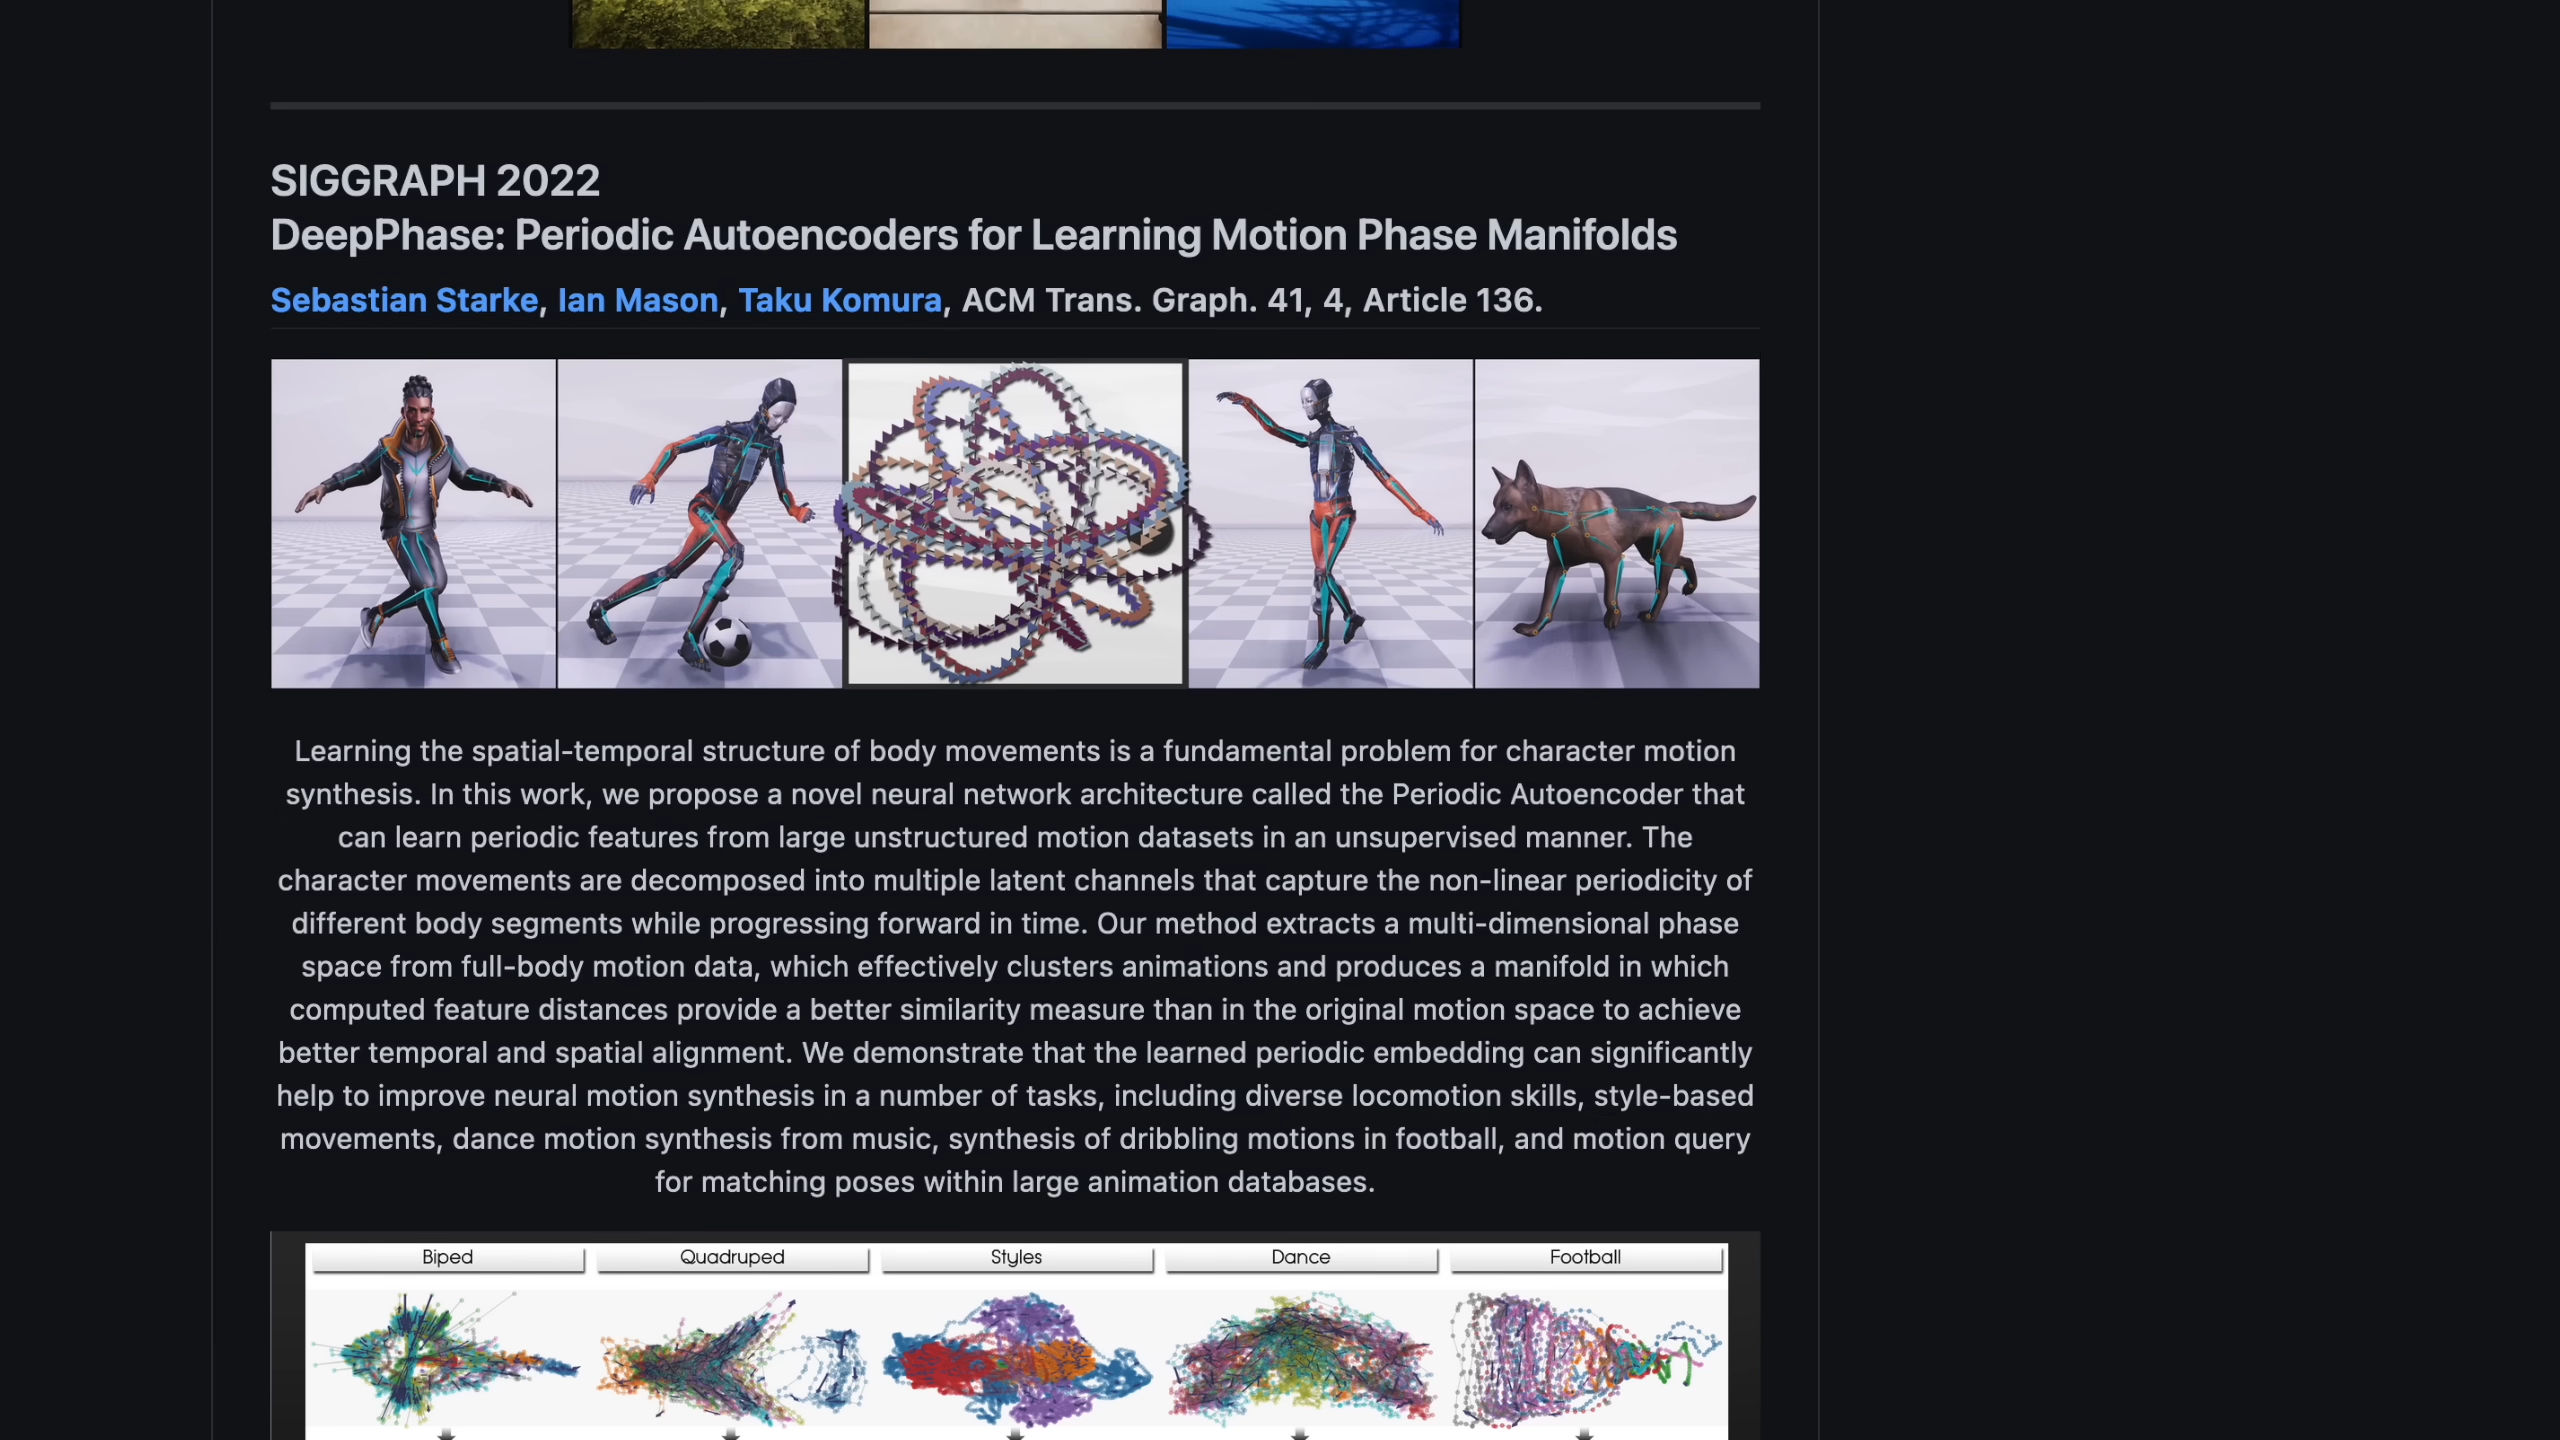 SIGGRAPH 2022
DeepPhase: Periodic Autoencoders for Learning Motion Phase Manifolds
Sebastian Starke, Ian Mason, Taku Komura, ACM Trans. Graph. 41, 4, Article 136.
Learning the spatial-temporal structure of body movements is a fundamental problem for character motion
synthesis. In this work, we propose a novel neural network architecture called the Periodic Autoencoder that
can learn periodic features from large unstructured motion datasets in an unsupervised manner. The
character movements are decomposed into multiple latent channels that capture the non-linear periodicity of
different body segments while progressing forward in time. Our method extracts a multi-dimensional phase
space from full-body motion data, which effectively clusters animations and produces a manifold in which
computed feature distances provide a better similarity measure than in the original motion space to achieve
better temporal and spatial alignment. We demonstrate that the learned periodic embedding can significantly
help to improve neural motion synthesis in a number of tasks, including diverse locomotion skills, style-based
movements, dance motion synthesis from music, synthesis of dribbling motions in football, and motion query
for matching poses within large animation databases.
Biped Quadruped Styles Dance Football